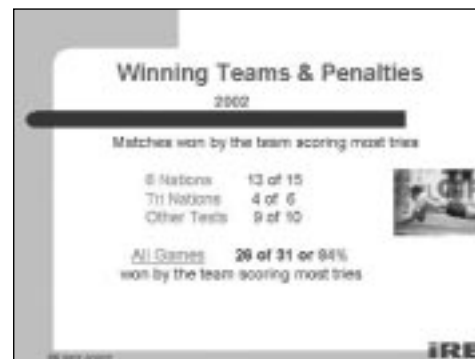 Winning Teams & Penalties
2002
Matches won by the team scoring most tries
6 Nations 13 of 15
Tri Nations 4 of 6
Other Tests 9 of 10
All Games 26 of 31 or 84%
won by the team scoring most tries
iRB